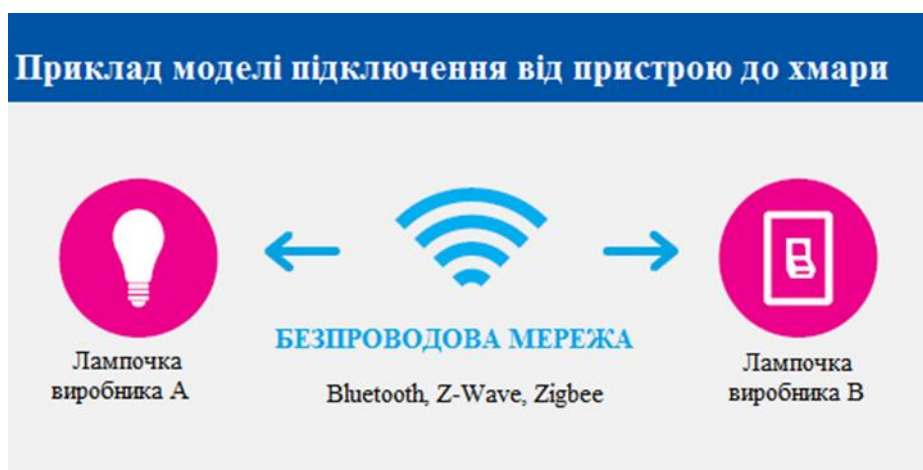 Приклад моделі підключення від пристрою до хмари
БЕЗПРОВОДОВА МЕРЕЖА
Bluetooth, Z-Wave, Zigbee
Лампочка
виробника А
Лампочка
виробника В